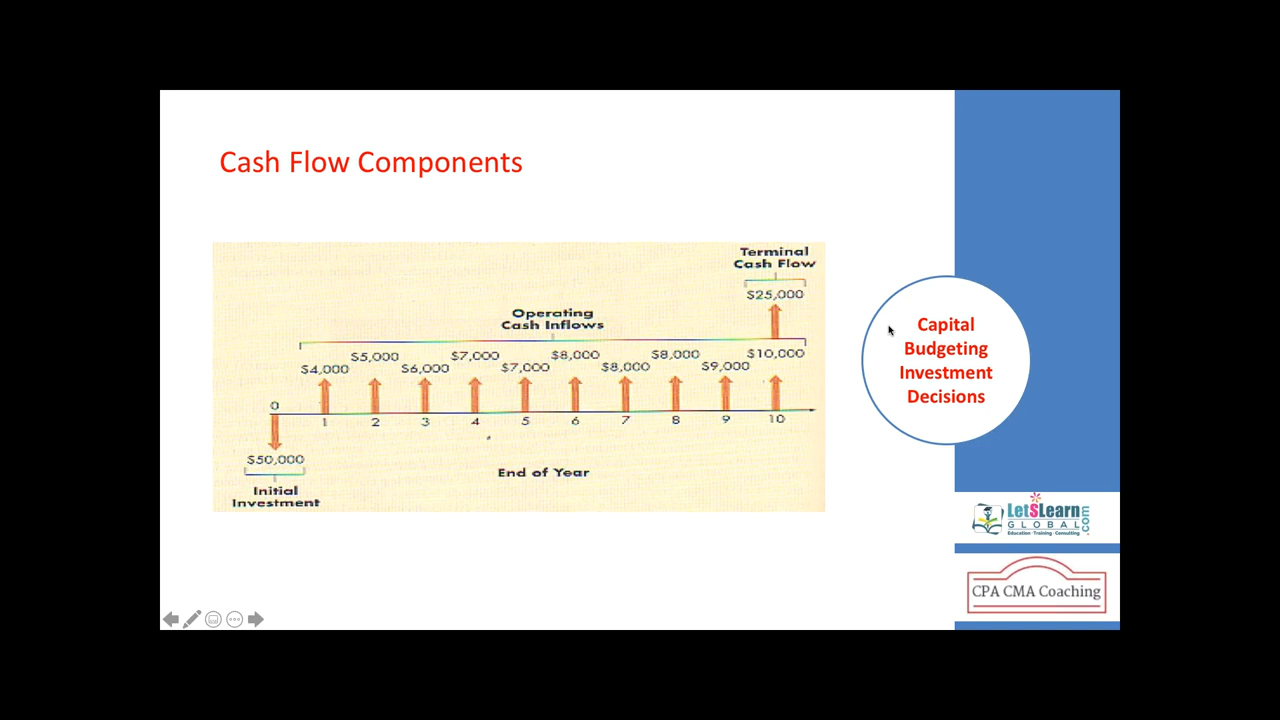 Cash Flow Components
Terminal
Cash Flow
$25,000
Operating
Cash Inflows
$5,000 $7,000 $8,000 $8,000 $10,000
$4,000 $6,000 $7,000 $8,000 $9,000
0
1 2 3 4 5 6 7 8 9 10
$50,000
End of Year
Initial
Investment
Capital
Budgeting
Investment
Decisions
LetSLearn
GLOBAL
.com
Education · Training · Consulting
CPA CMA Coaching